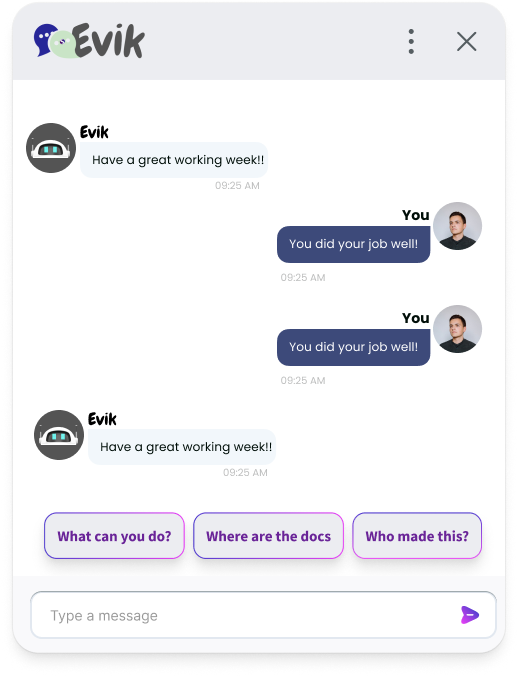 Evik
Evik
Have a great working week!!
09:25 AM
You
You did your job well!
09:25 AM
You
You did your job well!
09:25 AM
Evik
Have a great working week!!
09:25 AM
What can you do?
Where are the docs
Who made this?
Type a message